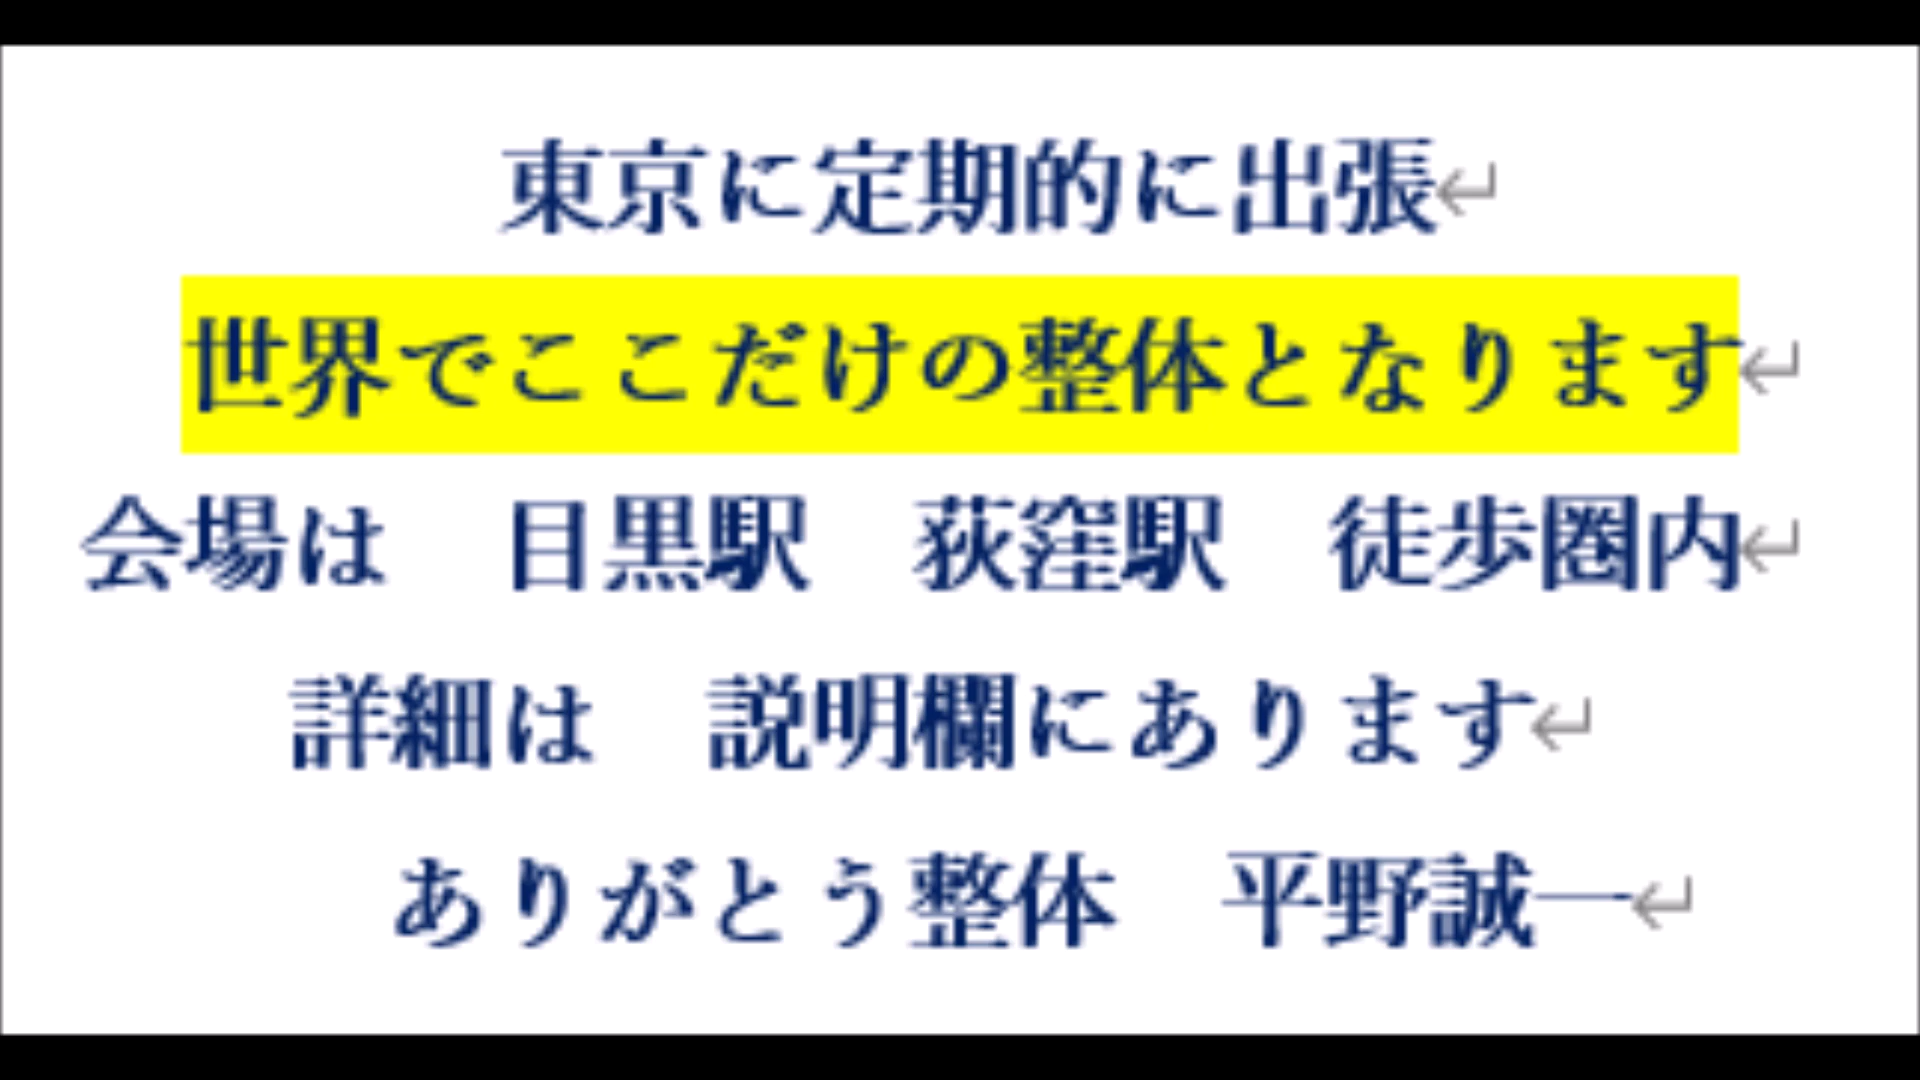 東京に定期的に出張
世界でここだけの整体となります
会場は　目黒駅　荻窪駅　徒歩圏内
詳細は　説明欄にあります
ありがとう整体　平野誠一